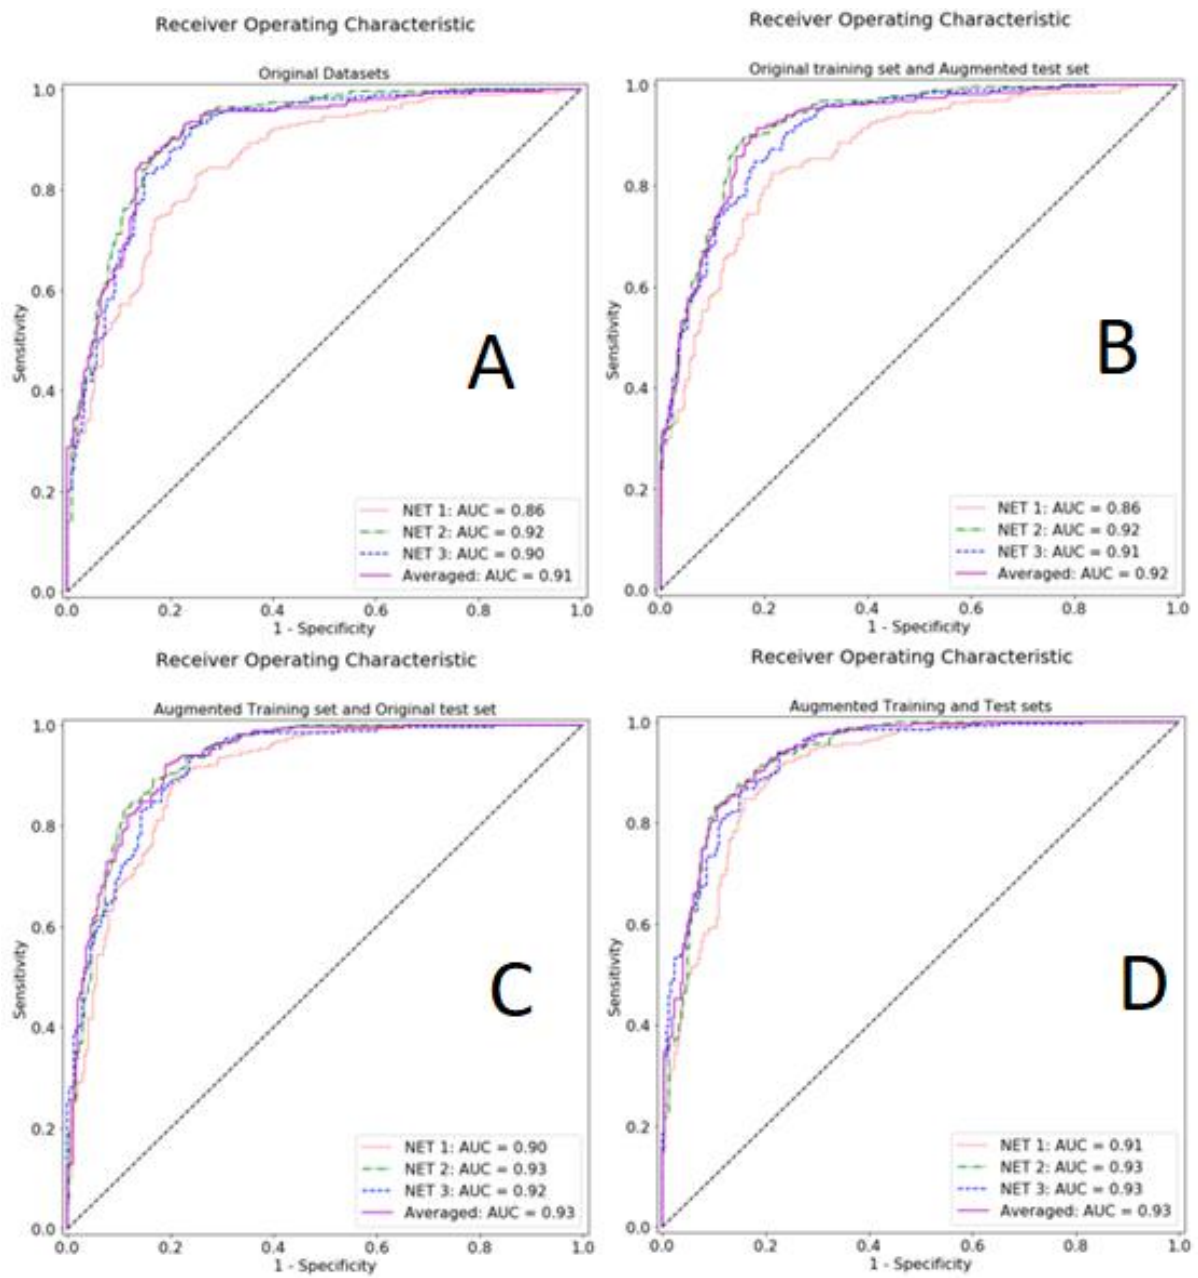 Receiver Operating Characteristic
Original Datasets
1.0
0.8
0.6
0.4
0.2
0.0
Sensitivity
A
NET 1: AUC = 0.86
NET 2: AUC = 0.92
NET 3: AUC = 0.90
Averaged: AUC = 0.91
0.0 0.2 0.4 0.6 0.8 1.0
1 - Specificity
Receiver Operating Characteristic
Original training set and Augmented test set
1.0
0.8
0.6
0.4
0.2
0.0
Sensitivity
B
NET 1: AUC = 0.86
NET 2: AUC = 0.92
NET 3: AUC = 0.91
Averaged: AUC = 0.92
0.0 0.2 0.4 0.6 0.8 1.0
1 - Specificity
Receiver Operating Characteristic
Augmented Training set and Original test set
1.0
0.8
0.6
0.4
0.2
0.0
Sensitivity
C
NET 1: AUC = 0.90
NET 2: AUC = 0.93
NET 3: AUC = 0.92
Averaged: AUC = 0.93
0.0 0.2 0.4 0.6 0.8 1.0
1 - Specificity
Receiver Operating Characteristic
Augmented Training and Test sets
1.0
0.8
0.6
0.4
0.2
0.0
Sensitivity
D
NET 1: AUC = 0.91
NET 2: AUC = 0.93
NET 3: AUC = 0.93
Averaged: AUC = 0.93
0.0 0.2 0.4 0.6 0.8 1.0
1 - Specificity